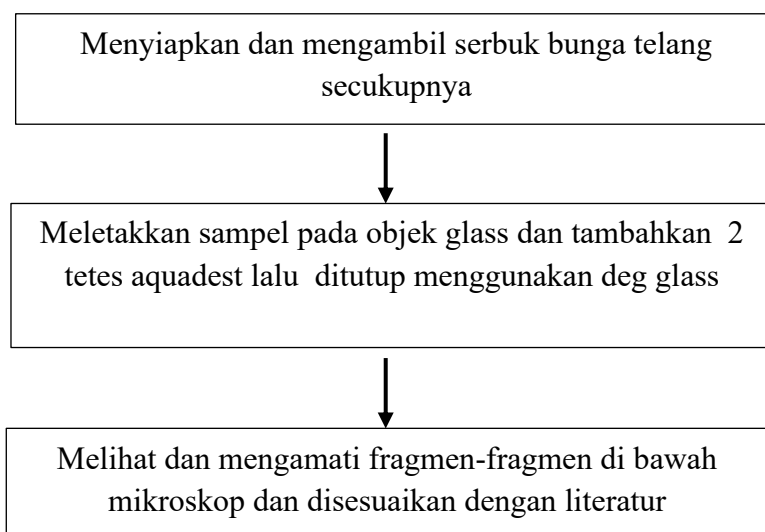 Menyiapkan dan mengambil serbuk bunga telang
secukupnya
Meletakkan sampel pada objek glass dan tambahkan 2
tetes aquadest lalu ditutup menggunakan deg glass
Melihat dan mengamati fragmen-fragmen di bawah
mikroskop dan disesuaikan dengan literatur